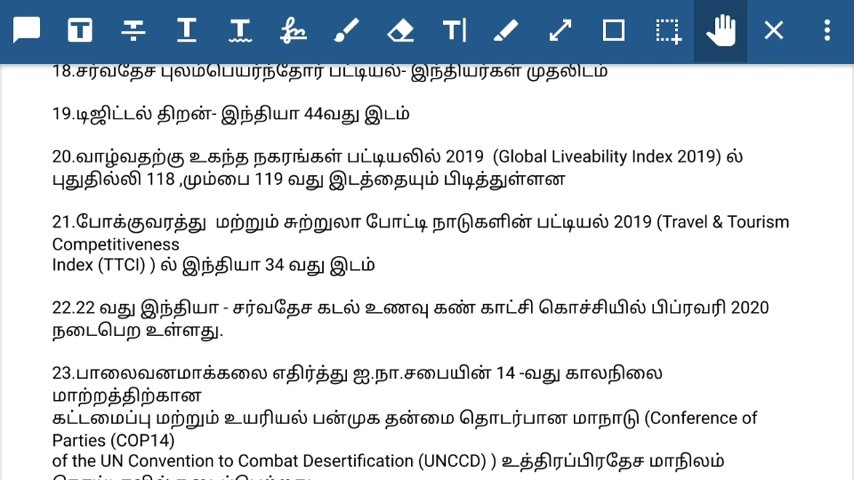 18.சர்வதேச புலம்பெயர்ந்தோர் பட்டியல்- இந்தியர்கள் முதலிடம்
19.டிஜிட்டல் திறன்- இந்தியா 44வது இடம்
20.வாழ்வதற்கு உகந்த நகரங்கள் பட்டியலில் 2019 (Global Liveability Index 2019) ல்
புதுதில்லி 118 ,மும்பை 119 வது இடத்தையும் பிடித்துள்ளன
21.போக்குவரத்து மற்றும் சுற்றுலா போட்டி நாடுகளின் பட்டியல் 2019 (Travel & Tourism
Competitiveness
Index (TTCI) ) ல் இந்தியா 34 வது இடம்
22.22 வது இந்தியா - சர்வதேச கடல் உணவு கண் காட்சி கொச்சியில் பிப்ரவரி 2020
நடைபெற உள்ளது.
23.பாலைவனமாக்கலை எதிர்த்து ஐ.நா.சபையின் 14 -வது காலநிலை
மாற்றத்திற்கான
கட்டமைப்பு மற்றும் உயரியல் பன்முக தன்மை தொடர்பான மாநாடு (Conference of
Parties (COP14)
of the UN Convention to Combat Desertification (UNCCD) ) உத்திரப்பிரதேச மாநிலம்